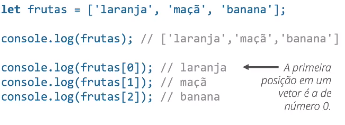 let frutas = ['laranja', 'maçã', 'banana'];
console.log(frutas); // ['laranja','maçã','banana']
console.log(frutas[0]); // laranja
console.log(frutas[1]); // maçã
console.log(frutas[2]); // banana
A primeira
posição em um
vetor é a de
número 0.